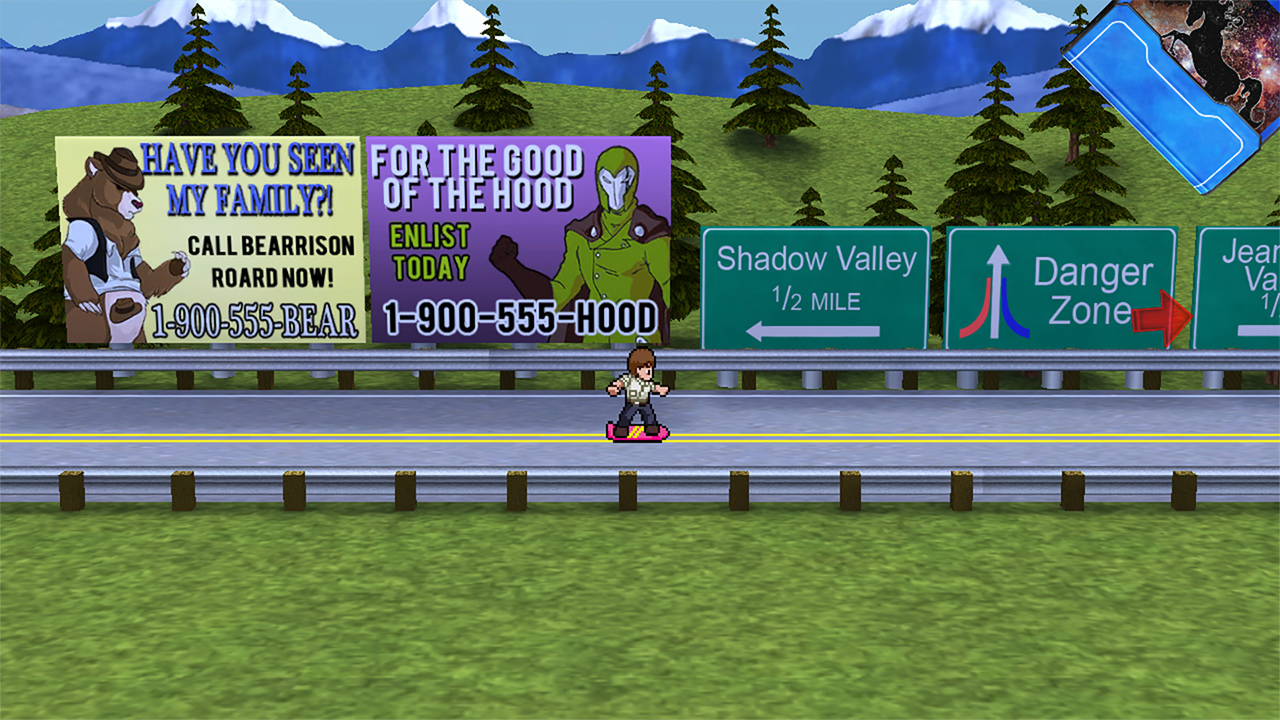 HAVE YOU SEEN
MY FAMILY?!
CALL BEARRISON
ROARD NOW!
1-900-555-BEAR
FOR THE GOOD
OF THE HOOD
ENLIST
TODAY
1-900-555-HOOD
Shadow Valley
1/2 MILE
Danger
Zone